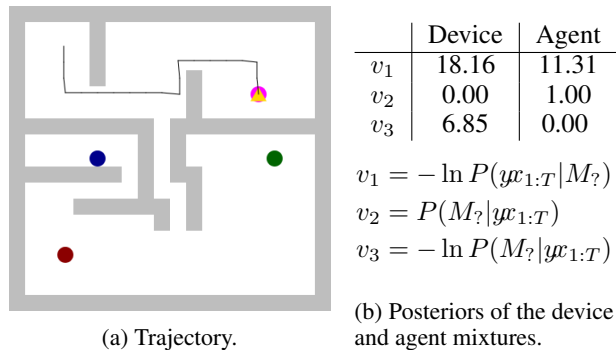 Device Agent
v₁ 18.16 11.31
v₂ 0.00 1.00
v₃ 6.85 0.00
v₁ = − ln P(yx₁:T|M?)
v₂ = P(M?|yx₁:T)
v₃ = − ln P(M?|yx₁:T)
(a) Trajectory.
(b) Posteriors of the device
and agent mixtures.